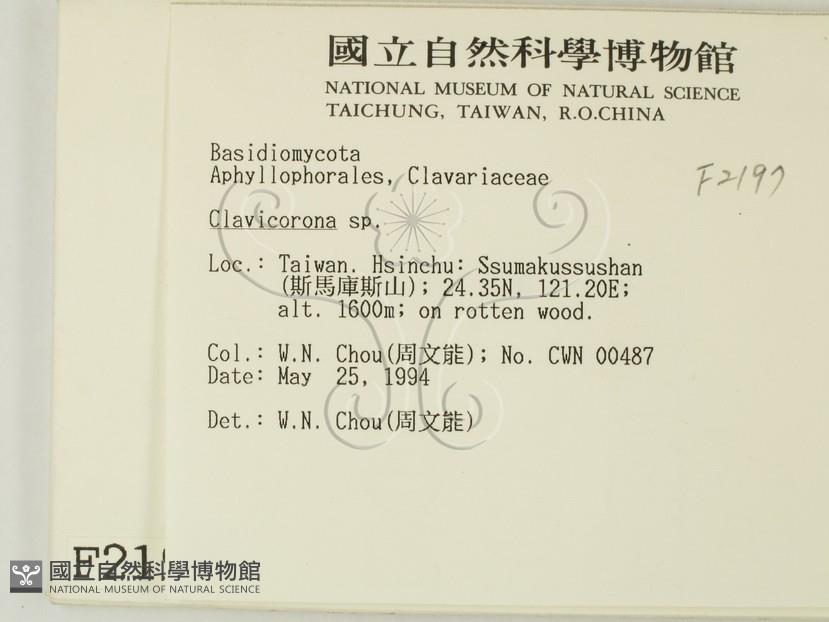 國立自然科學博物館
NATIONAL MUSEUM OF NATURAL SCIENCE
TAICHUNG, TAIWAN, R.O.CHINA
Basidiomycota
Aphyllophorales, Clavariaceae
F2197
Clavicorona sp.
Loc.: Taiwan. Hsinchu: Ssumakussushan
(斯馬庫斯山); 24.35N, 121.20E;
alt. 1600m; on rotten wood.
Col.: W.N. Chou(周文能); No. CWN 00487
Date: May 25, 1994
Det.: W.N. Chou(周文能)
國立自然科學博物館
NATIONAL MUSEUM OF NATURAL SCIENCE